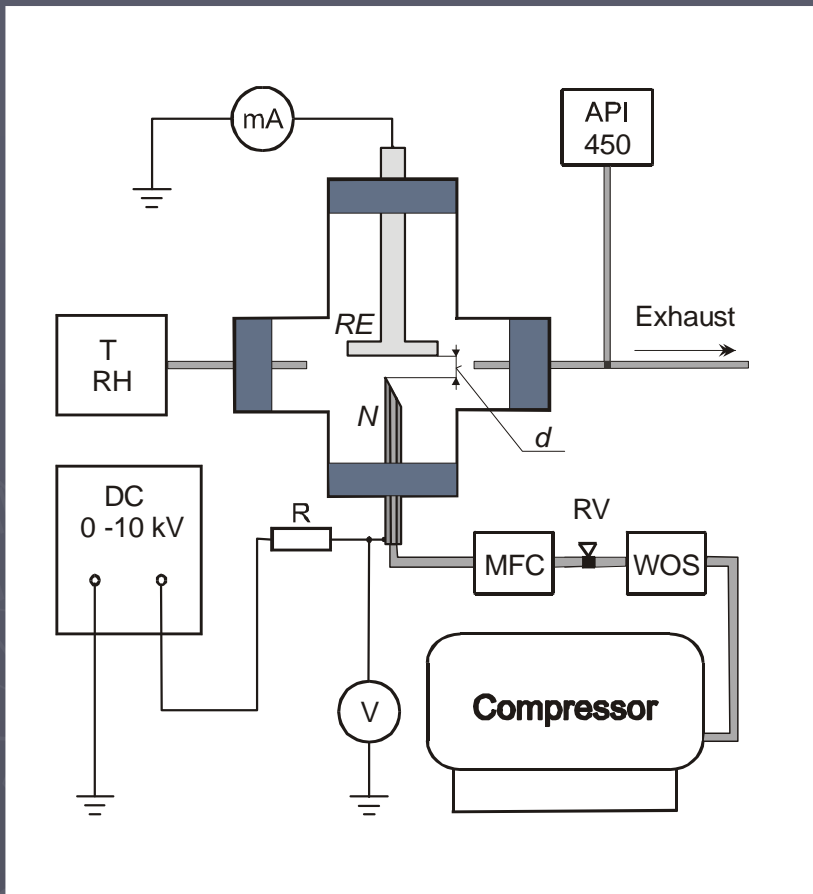 mA
API
450
Exhaust
RE
T
RH
N
d
DC
0 -10 kV
R
RV
MFC
WOS
V
Compressor